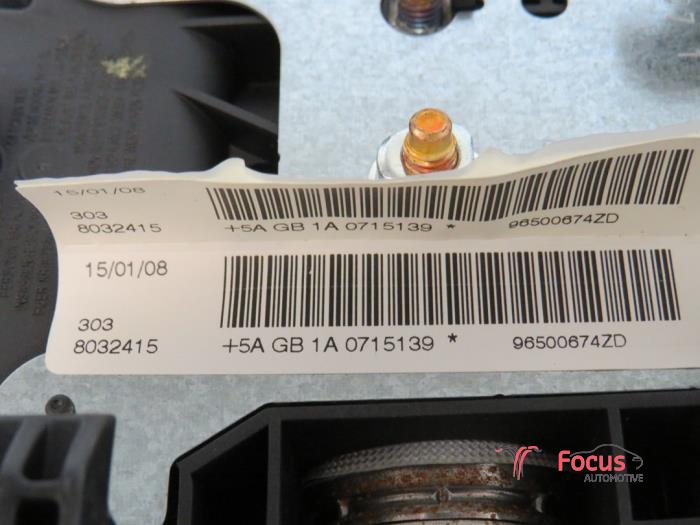 15/01/08
303
8032415
+5A GB 1A 0715139 *
96500674ZD
15/01/08
303
8032415
+5A GB 1A 0715139 *
96500674ZD
Focus
AUTOMOTIVE